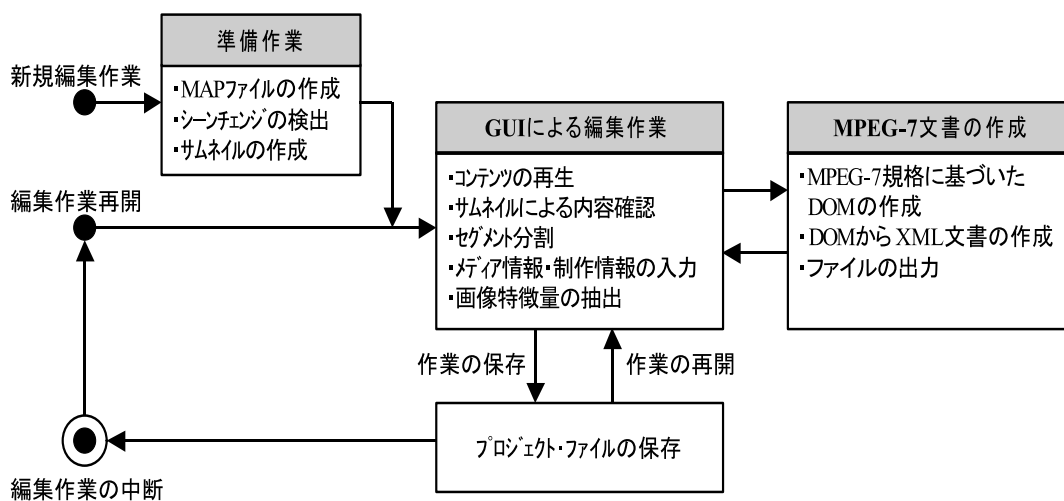 準備作業
新規編集作業
・MAPファイルの作成
・シーンチェンジの検出
・サムネイルの作成
編集作業再開
GUIによる編集作業
・コンテンツの再生
・サムネイルによる内容確認
・セグメント分割
・メディア情報・制作情報の入力
・画像特徴量の抽出
MPEG-7文書の作成
・MPEG-7規格に基づいた
DOMの作成
・DOMからXML文書の作成
・ファイルの出力
作業の保存
作業の再開
プロジェクト・ファイルの保存
編集作業の中断